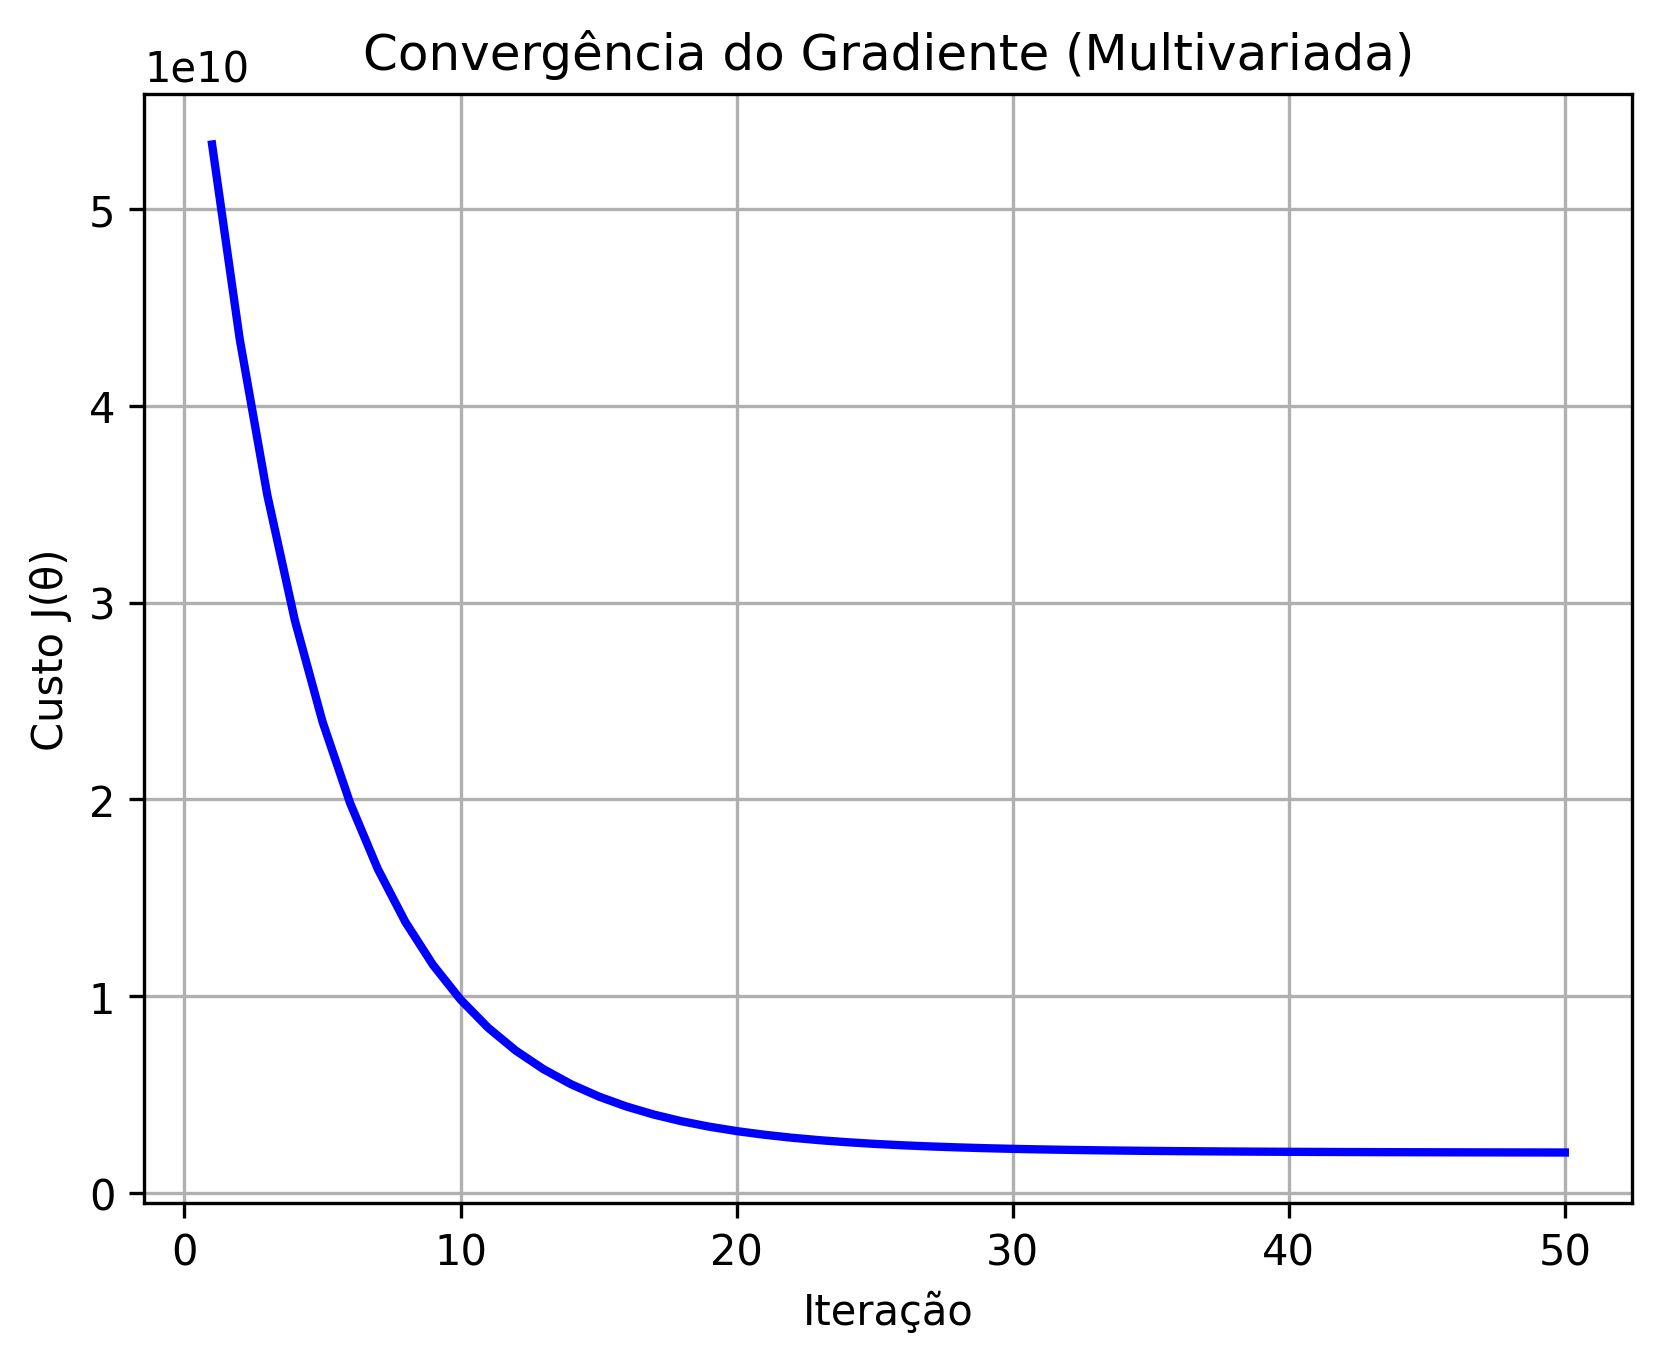 Convergência do Gradiente (Multivariada)
1e10
5
4
3
2
1
0
Custo J(θ)
0 10 20 30 40 50
Iteração